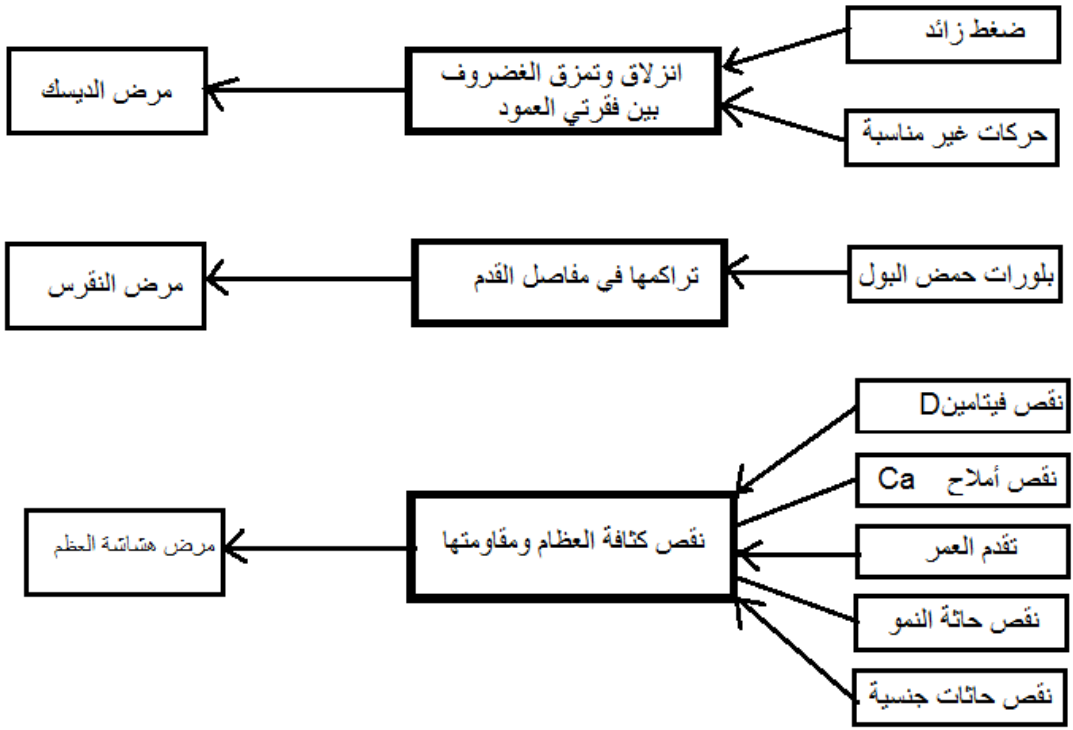 ضغط زائد
انزلاق وتمزق الغضروف
بين فقرتي العمود
مرض الديسك
حركات غير مناسبة
بلورات حمض البول
تراكمها في مفاصل القدم
مرض النقرس
نقص فيتامينD
نقص أملاح Ca
نقص كثافة العظام ومقاومتها
مرض هشاشة العظم
تقدم العمر
نقص حاثة النمو
نقص حاثات جنسية